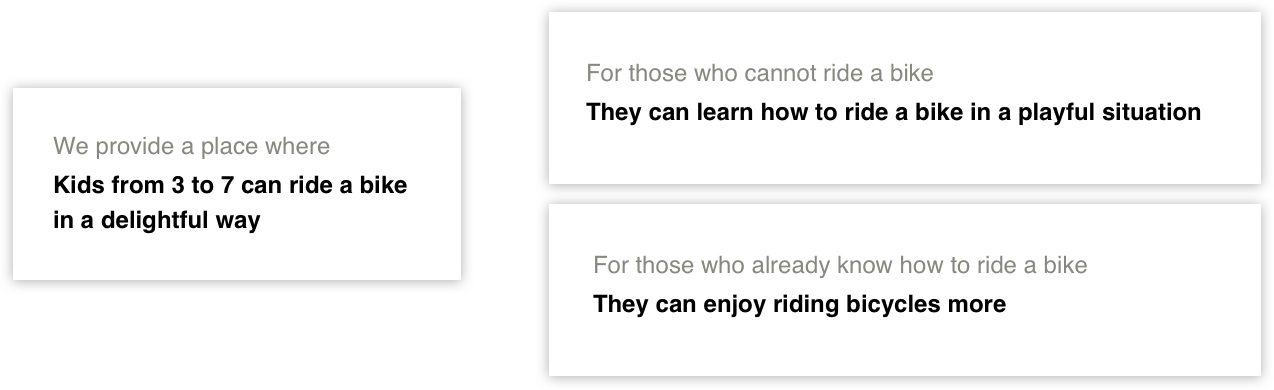 We provide a place where
Kids from 3 to 7 can ride a bike
in a delightful way
For those who cannot ride a bike
They can learn how to ride a bike in a playful situation
For those who already know how to ride a bike
They can enjoy riding bicycles more